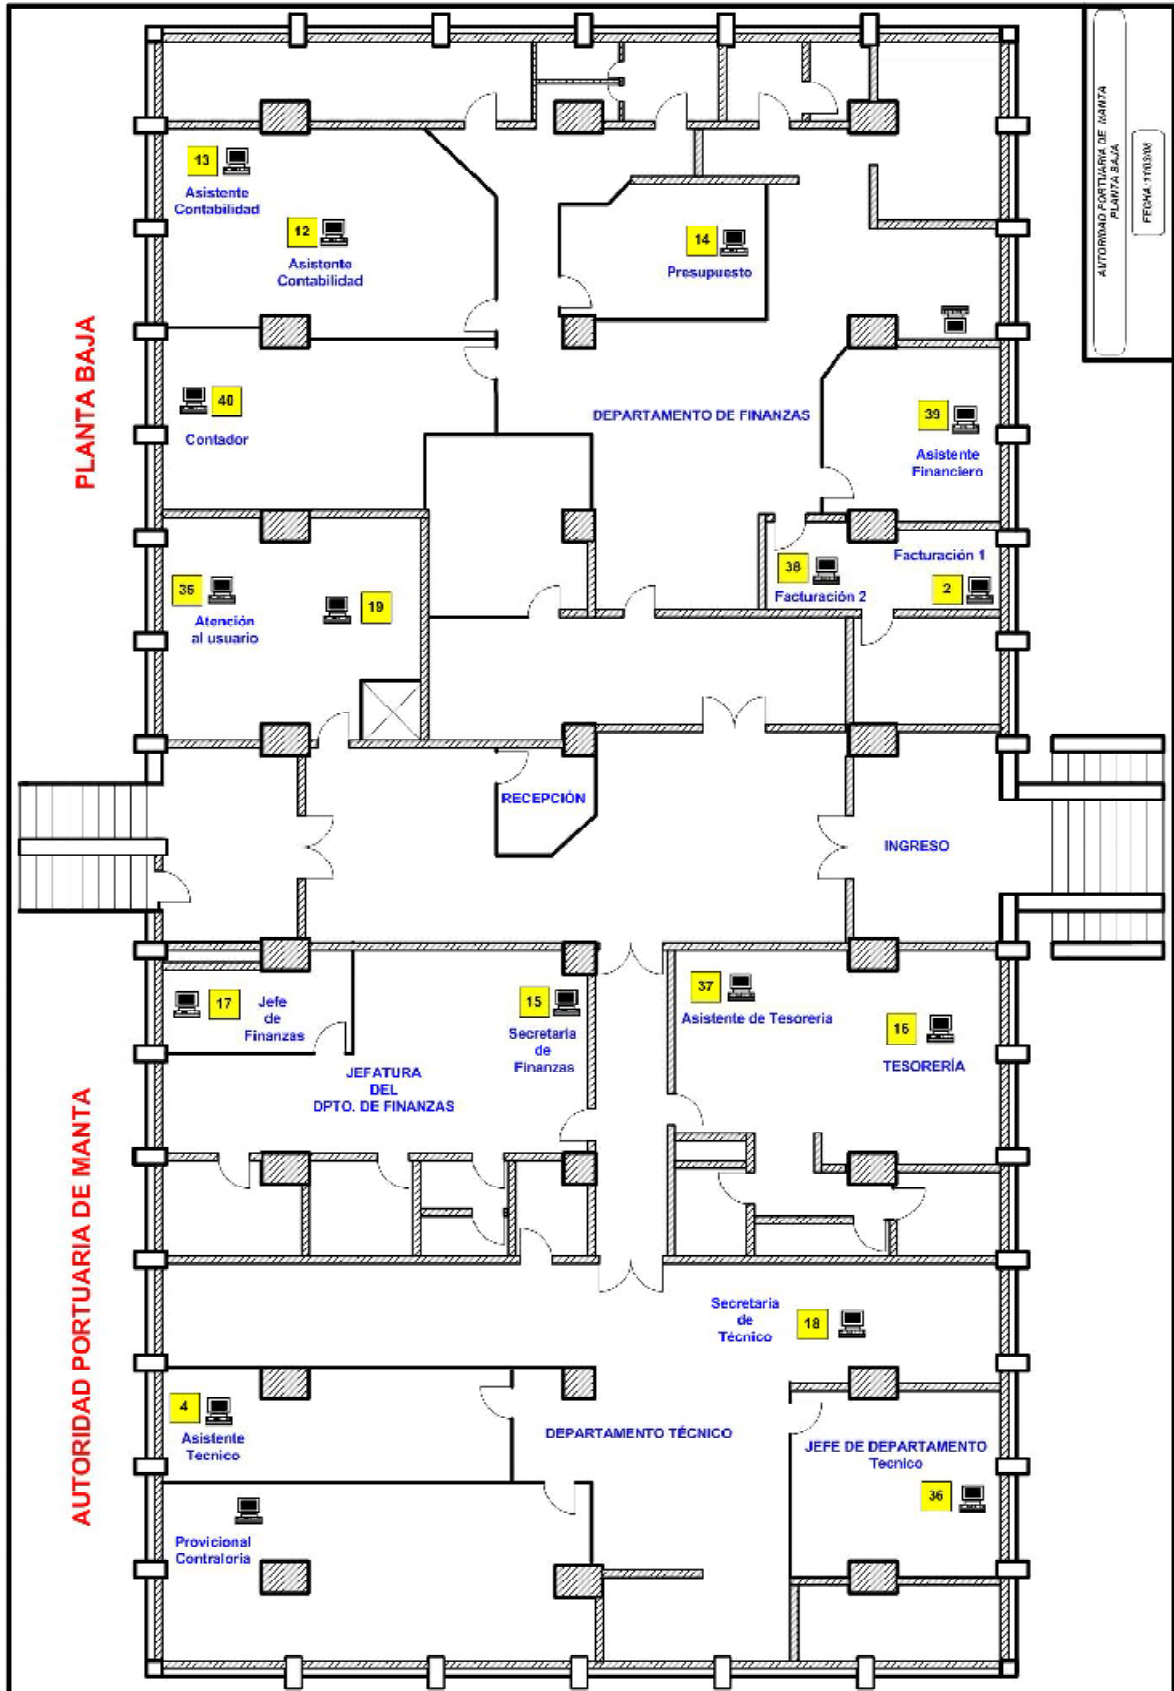 AUTORIDAD PORTUARIA DE MANTA
PLANTA BAJA
PLANTA BAJA
AUTORIDAD PORTUARIA DE MANTA
13
Asistente
Contabilidad
12
Asistente
Contabilidad
14
Presupuesto
40
Contador
DEPARTAMENTO DE FINANZAS
39
Asistente
Financiero
35
Atención
al usuario
19
38
Facturación 2
Facturación 1
2
RECEPCIÓN
INGRESO
17
Jefe
de
Finanzas
15
Secretaria
de
Finanzas
JEFATURA
DEL
DPTO. DE FINANZAS
37
Asistente de Tesoreria
16
TESORERÍA
Secretaria
de
Técnico
18
4
Asistente
Tecnico
DEPARTAMENTO TÉCNICO
JEFE DE DEPARTAMENTO
Tecnico
36
Provicional
Contraloria